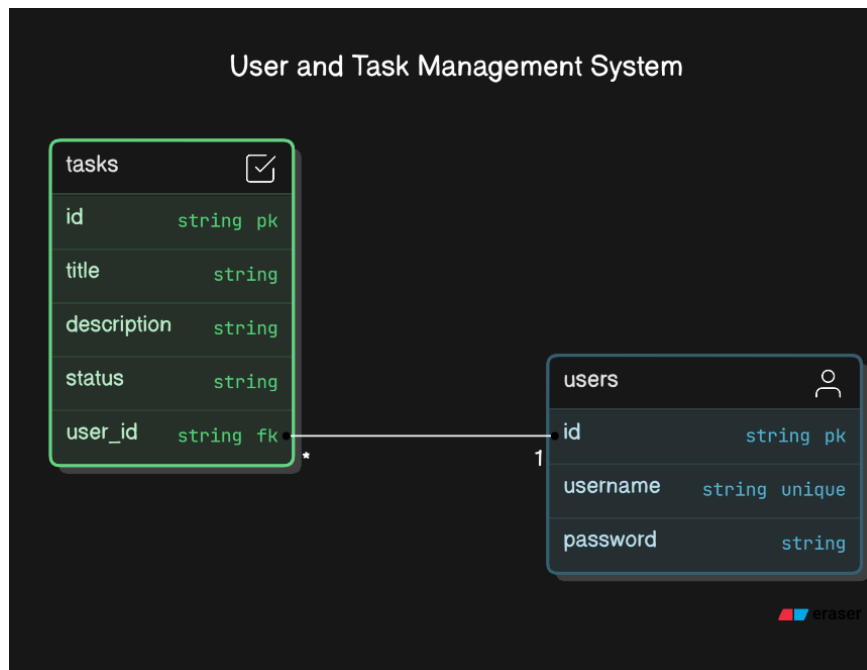 User and Task Management System
tasks
id string pk
title string
description string
status string
user_id string fk
* 1
users
id string pk
username string unique
password string
eraser